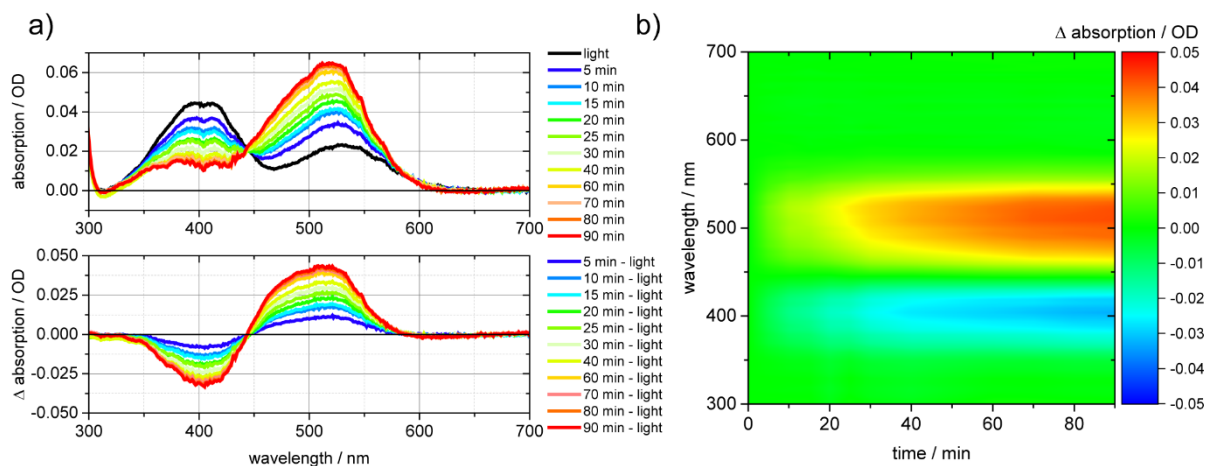 a)
absorption / OD
0.06
0.04
0.02
0.00
300
400
500
600
700
light
5 min
10 min
15 min
20 min
25 min
30 min
40 min
60 min
70 min
80 min
90 min
Δ absorption / OD
0.050
0.025
0.000
-0.025
-0.050
300
400
500
600
700
wavelength / nm
5 min - light
10 min - light
15 min - light
20 min - light
25 min - light
30 min - light
40 min - light
60 min - light
70 min - light
80 min - light
90 min - light
b)
wavelength / nm
700
600
500
400
300
0
20
40
60
80
time / min
Δ absorption / OD
0.05
0.04
0.03
0.02
0.01
0.00
-0.01
-0.02
-0.03
-0.04
-0.05